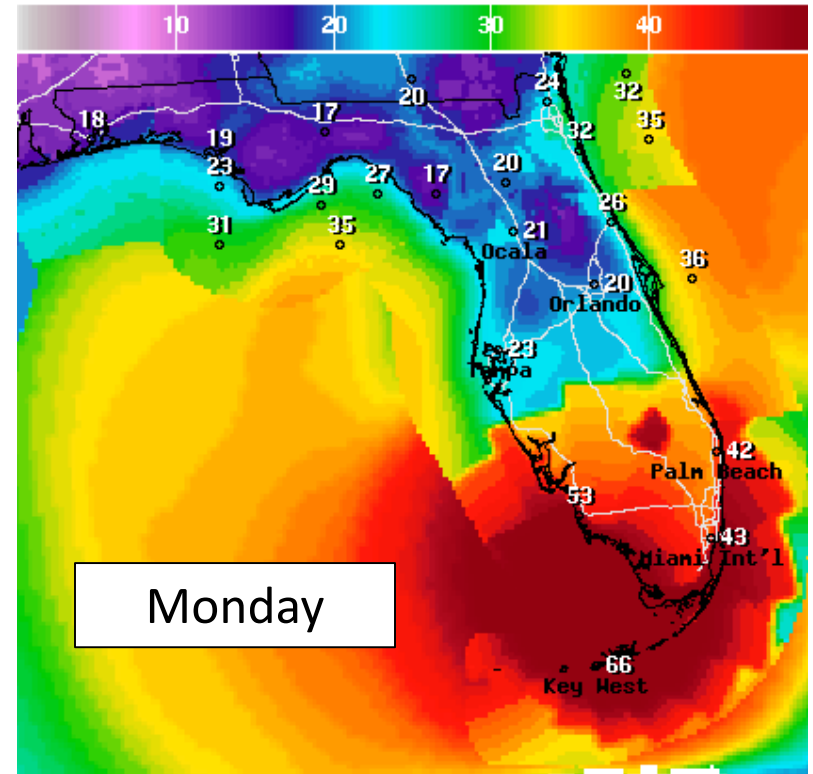 10 20 30 40
20 24 32
18 17 32 35
19
23 29 27 17 20 26
31 35 21
Ocala 36
20
Orlando
23
Tampa
42
Palm Beach
53
43
Miami Int'l
Monday
66
Key West